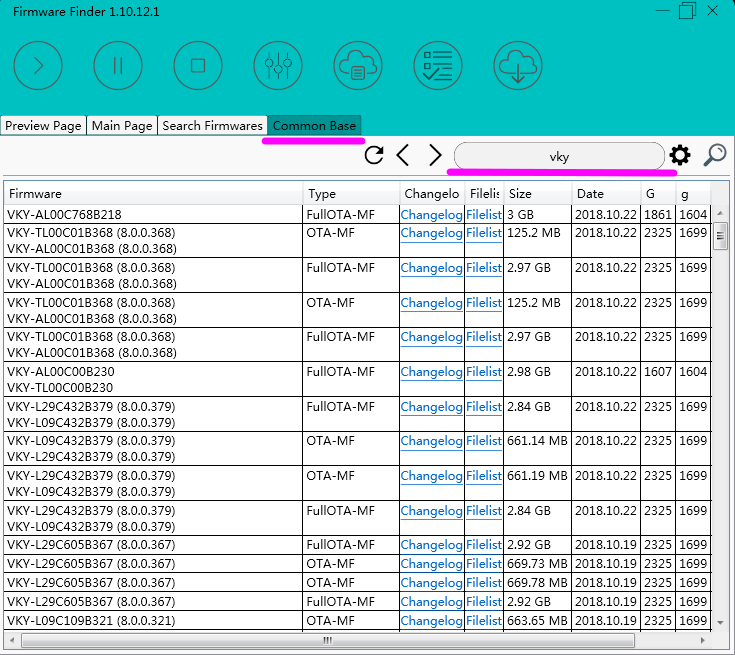 Firmware Finder 1.10.12.1
Preview Page Main Page Search Firmwares Common Base
vky
Firmware Type Changelo Filelis Size Date G g
VKY-AL00C768B218 FullOTA-MF Changelog Filelist 3 GB 2018.10.22 1861 1604
VKY-TL00C01B368 (8.0.0.368) OTA-MF Changelog Filelist 125.2 MB 2018.10.22 2325 1699
VKY-AL00C01B368 (8.0.0.368)
VKY-TL00C01B368 (8.0.0.368) FullOTA-MF Changelog Filelist 2.97 GB 2018.10.22 2325 1699
VKY-AL00C01B368 (8.0.0.368)
VKY-TL00C01B368 (8.0.0.368) OTA-MF Changelog Filelist 125.2 MB 2018.10.22 2325 1699
VKY-AL00C01B368 (8.0.0.368)
VKY-TL00C01B368 (8.0.0.368) FullOTA-MF Changelog Filelist 2.97 GB 2018.10.22 2325 1699
VKY-AL00C01B368 (8.0.0.368)
VKY-AL00C00B230 FullOTA-MF Changelog Filelist 2.98 GB 2018.10.22 1607 1604
VKY-TL00C00B230
VKY-L29C432B379 (8.0.0.379) FullOTA-MF Changelog Filelist 2.84 GB 2018.10.22 2325 1699
VKY-L09C432B379 (8.0.0.379)
VKY-L09C432B379 (8.0.0.379) OTA-MF Changelog Filelist 661.14 MB 2018.10.22 2325 1699
VKY-L29C432B379 (8.0.0.379)
VKY-L29C432B379 (8.0.0.379) OTA-MF Changelog Filelist 661.19 MB 2018.10.22 2325 1699
VKY-L09C432B379 (8.0.0.379)
VKY-L29C432B379 (8.0.0.379) FullOTA-MF Changelog Filelist 2.84 GB 2018.10.22 2325 1699
VKY-L09C432B379 (8.0.0.379)
VKY-L29C605B367 (8.0.0.367) FullOTA-MF Changelog Filelist 2.92 GB 2018.10.19 2325 1699
VKY-L29C605B367 (8.0.0.367) OTA-MF Changelog Filelist 669.73 MB 2018.10.19 2325 1699
VKY-L29C605B367 (8.0.0.367) OTA-MF Changelog Filelist 669.78 MB 2018.10.19 2325 1699
VKY-L29C605B367 (8.0.0.367) FullOTA-MF Changelog Filelist 2.92 GB 2018.10.19 2325 1699
VKY-L09C109B321 (8.0.0.321) OTA-MF Changelog Filelist 663.65 MB 2018.10.19 2325 1699